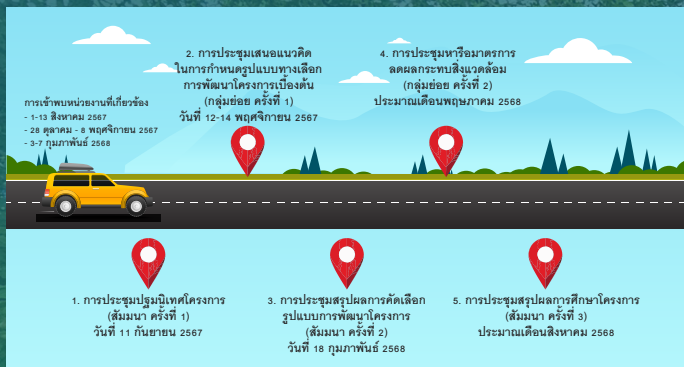 การเข้าพบหน่วยงานที่เกี่ยวข้อง
- 1-13 สิงหาคม 2567
- 28 ตุลาคม - 8 พฤศจิกายน 2567
- 3-7 กุมภาพันธ์ 2568
2. การประชุมเสนอแนวคิด
ในการกำหนดรูปแบบทางเลือก
การพัฒนาโครงการเบื้องต้น
(กลุ่มย่อย ครั้งที่ 1)
วันที่ 12-14 พฤศจิกายน 2567
4. การประชุมหารือมาตรการ
ลดผลกระทบสิ่งแวดล้อม
(กลุ่มย่อย ครั้งที่ 2)
ประมาณเดือนพฤษภาคม 2568
1. การประชุมปฐมนิเทศโครงการ
(สัมมนา ครั้งที่ 1)
วันที่ 11 กันยายน 2567
3. การประชุมสรุปผลการคัดเลือก
รูปแบบการพัฒนาโครงการ
(สัมมนา ครั้งที่ 2)
วันที่ 18 กุมภาพันธ์ 2568
5. การประชุมสรุปผลการศึกษาโครงการ
(สัมมนา ครั้งที่ 3)
ประมาณเดือนสิงหาคม 2568